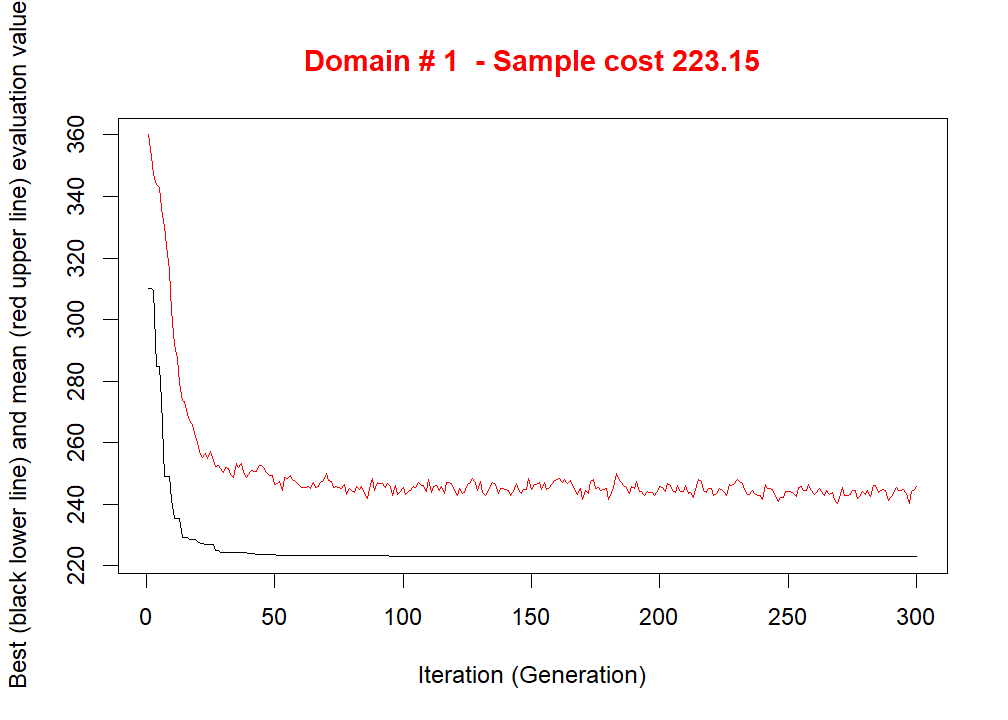 Domain # 1  - Sample cost 223.15
Best (black lower line) and mean (red upper line) evaluation value
360
340
320
300
280
260
240
220
0 50 100 150 200 250 300
Iteration (Generation)